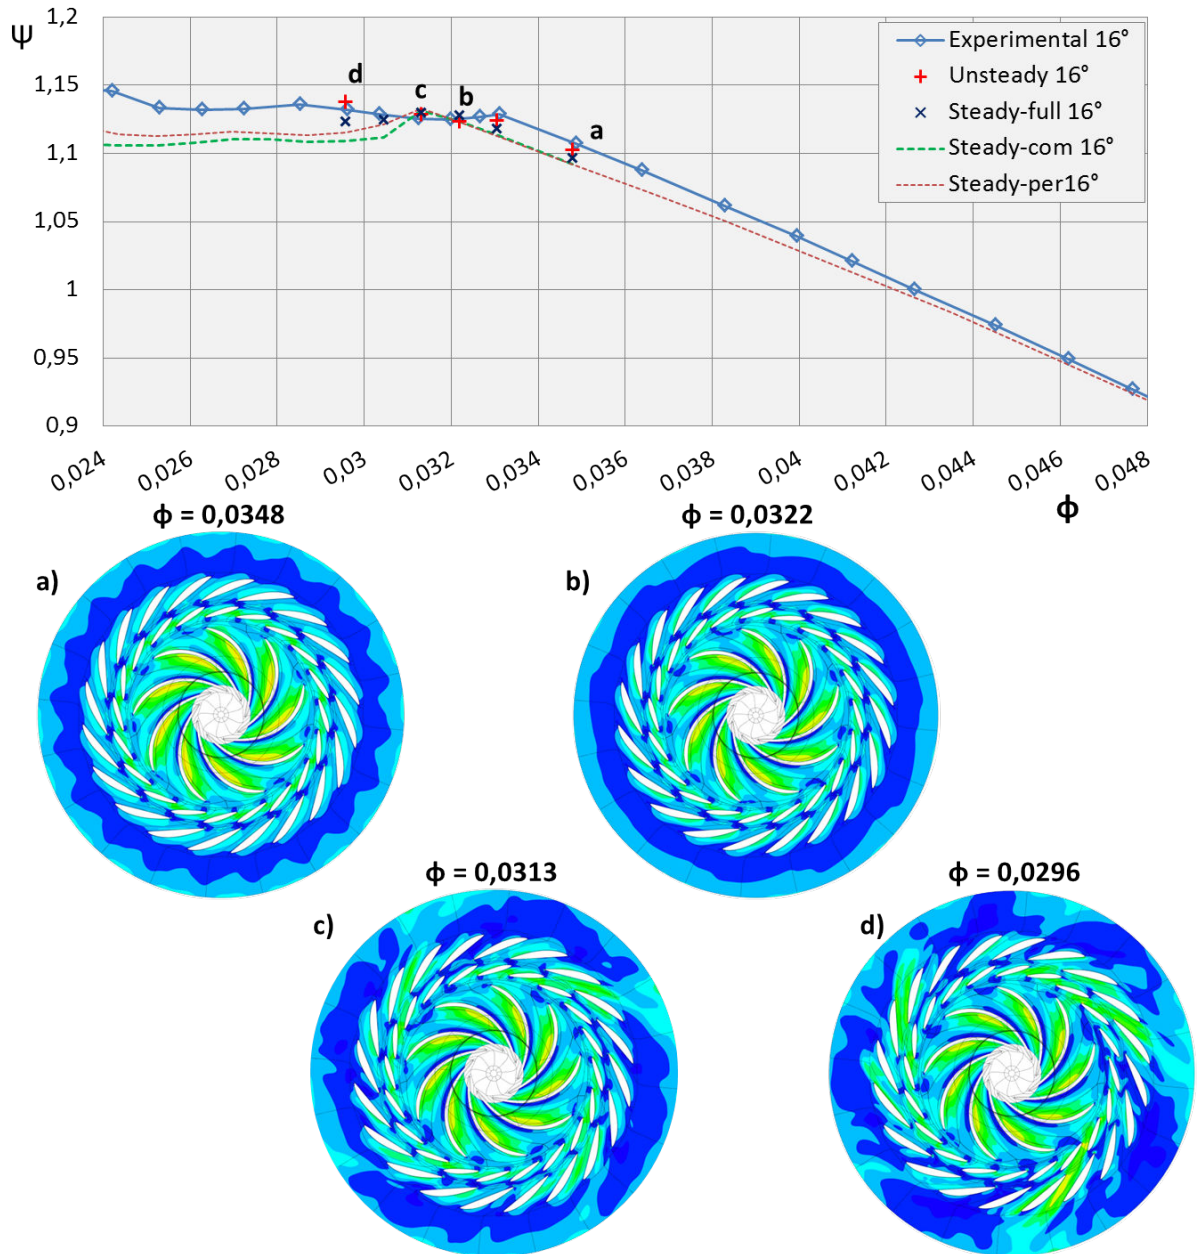 Ψ
1,2
1,15
1,1
1,05
1
0,95
0,9
Experimental 16°
Unsteady 16°
Steady-full 16°
Steady-com 16°
Steady-per16°
d
c
b
a
0,024 0,026 0,028 0,03 0,032 0,034 0,036 0,038 0,04 0,042 0,044 0,046 0,048
ϕ
ϕ = 0,0348
ϕ = 0,0322
a)
b)
ϕ = 0,0313
ϕ = 0,0296
c)
d)